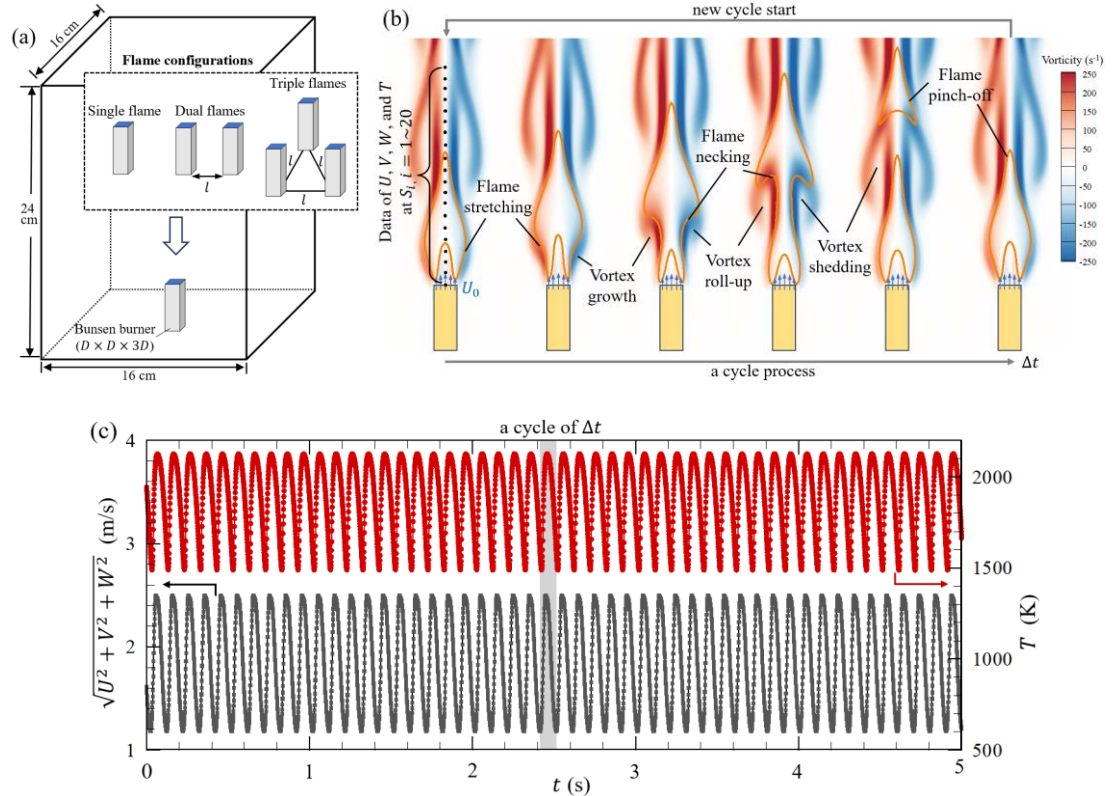 (a)
16 cm
Flame configurations
Single flame
Dual flames
Triple flames
l
l
l
l
24
cm
Bunsen burner
(D × D × 3D)
16 cm
(b)
new cycle start
Data of U, V, W, and T
at S_i, i = 1~20
Flame
stretching
U_0
Vortex
growth
Flame
necking
Vortex
roll-up
Vortex
shedding
Flame
pinch-off
Vorticity (s^-1)
250
200
150
100
50
0
-50
-100
-150
-200
-250
a cycle process
Δt
(c)
a cycle of Δt
√U² + V² + W² (m/s)
4
3
2
1
0
1
2
3
4
5
t (s)
2000
1500
1000
500
T (K)